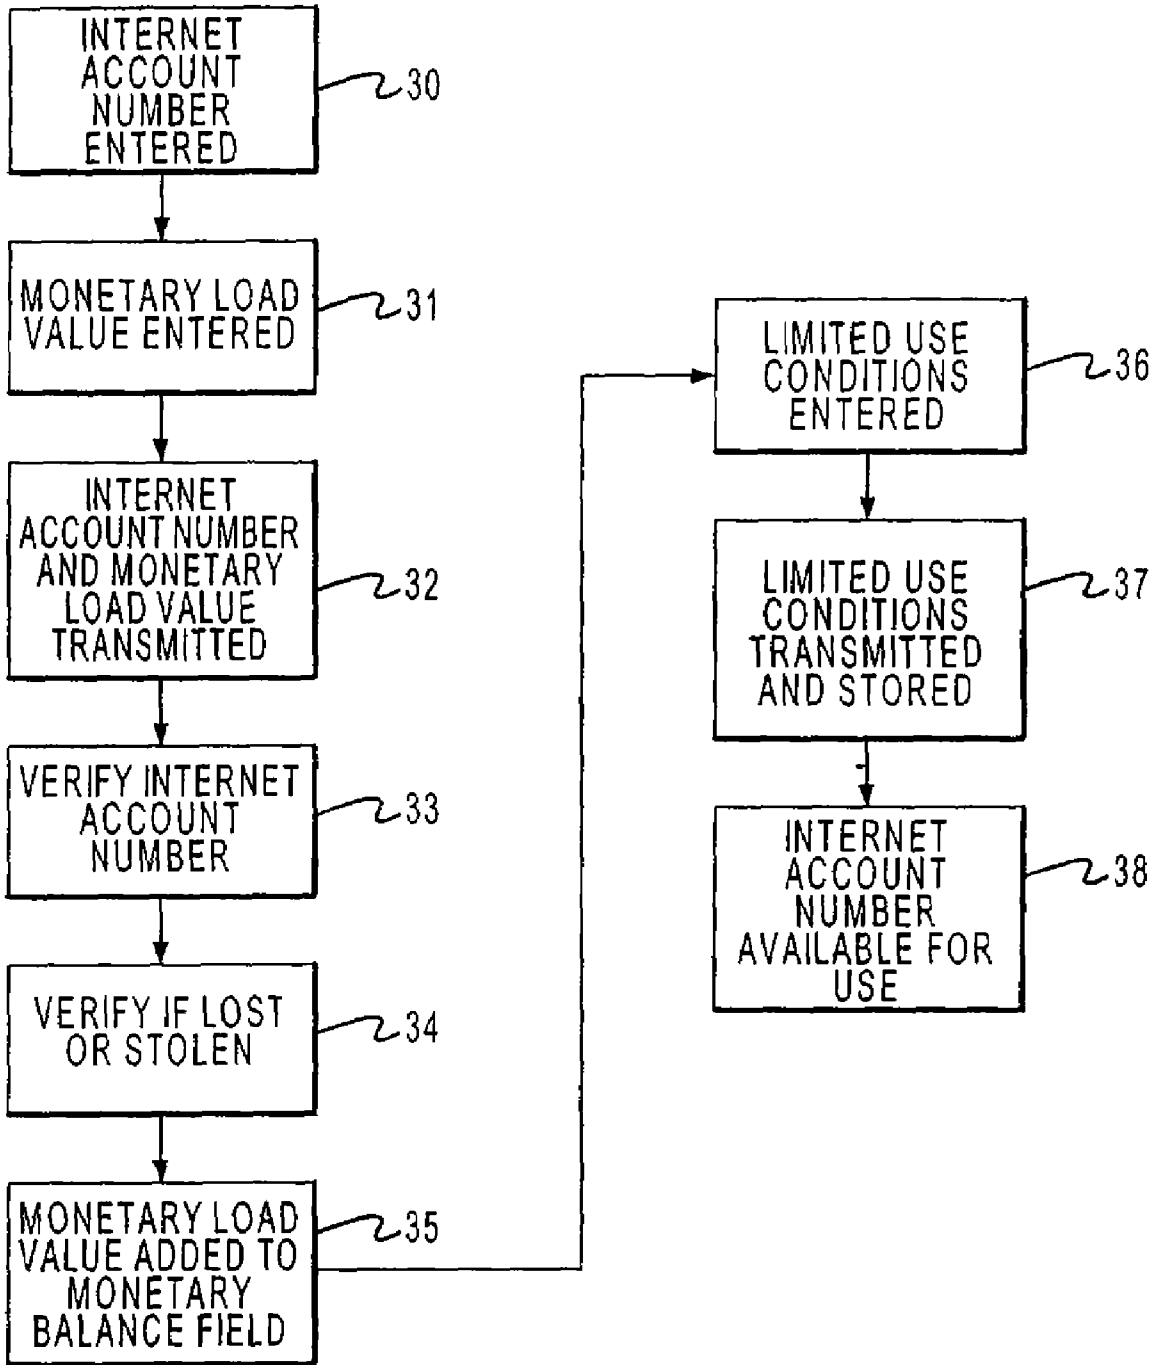 INTERNET
ACCOUNT
NUMBER
ENTERED
30
MONETARY LOAD
VALUE ENTERED
31
INTERNET
ACCOUNT NUMBER
AND MONETARY
LOAD VALUE
TRANSMITTED
32
VERIFY INTERNET
ACCOUNT
NUMBER
33
VERIFY IF LOST
OR STOLEN
34
MONETARY LOAD
VALUE ADDED TO
MONETARY
BALANCE FIELD
35
LIMITED USE
CONDITIONS
ENTERED
36
LIMITED USE
CONDITIONS
TRANSMITTED
AND STORED
37
INTERNET
ACCOUNT
NUMBER
AVAILABLE FOR
USE
38